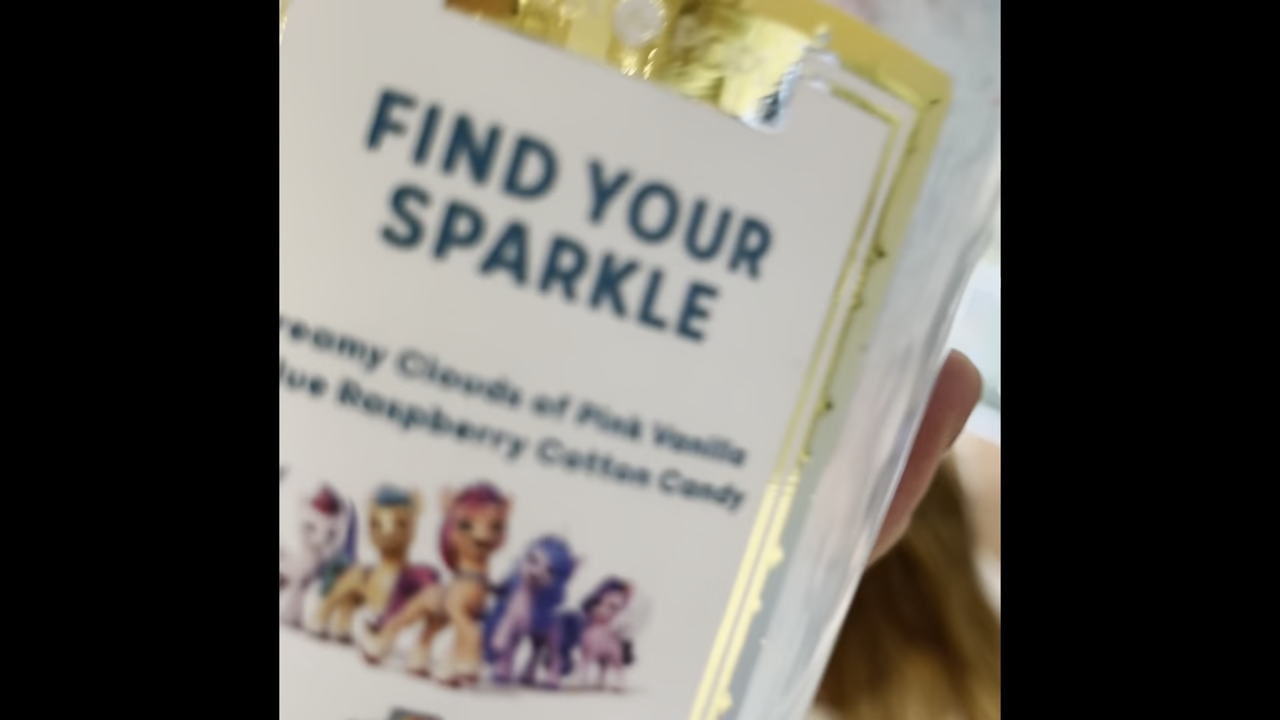 FIND YOUR
SPARKLE
reamy Clouds of Pink Vanilla
lue Raspberry Cotton Candy